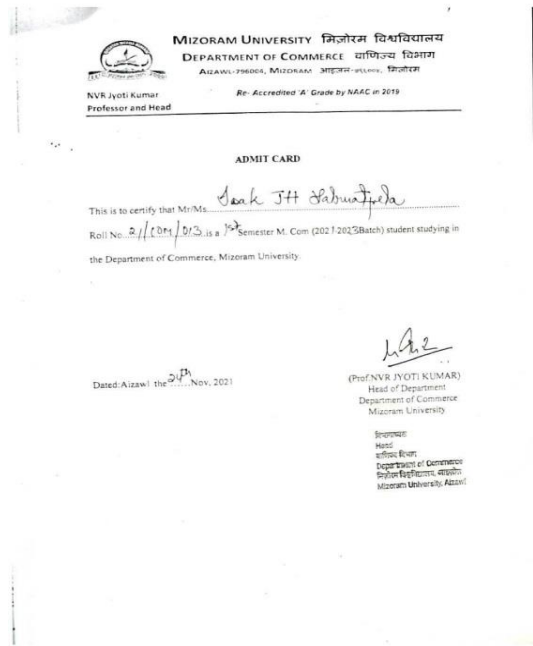 MIZORAM UNIVERSITY मिज़ोरम विश्वविद्यालय
DEPARTMENT OF COMMERCE वाणिज्य विभाग
AIZAWL-796004, MIZORAM आइजल-७९६००४, मिज़ोरम
Re- Accredited 'A' Grade by NAAC in 2019
NVR Jyoti Kumar
Professor and Head
ADMIT CARD
This is to certify that Mr/Ms. JH
Roll No. 21/COM/013 is a 1st Semester M. Com (2021-2023Batch) student studying in
the Department of Commerce, Mizoram University.
Dated:Aizawl the 24th Nov, 2021
(Prof.NVR JYOTI KUMAR)
Head of Department
Department of Commerce
Mizoram University
Head
वाणिज्य विभाग
Department of Commerce
Mizoram University, Aizawl